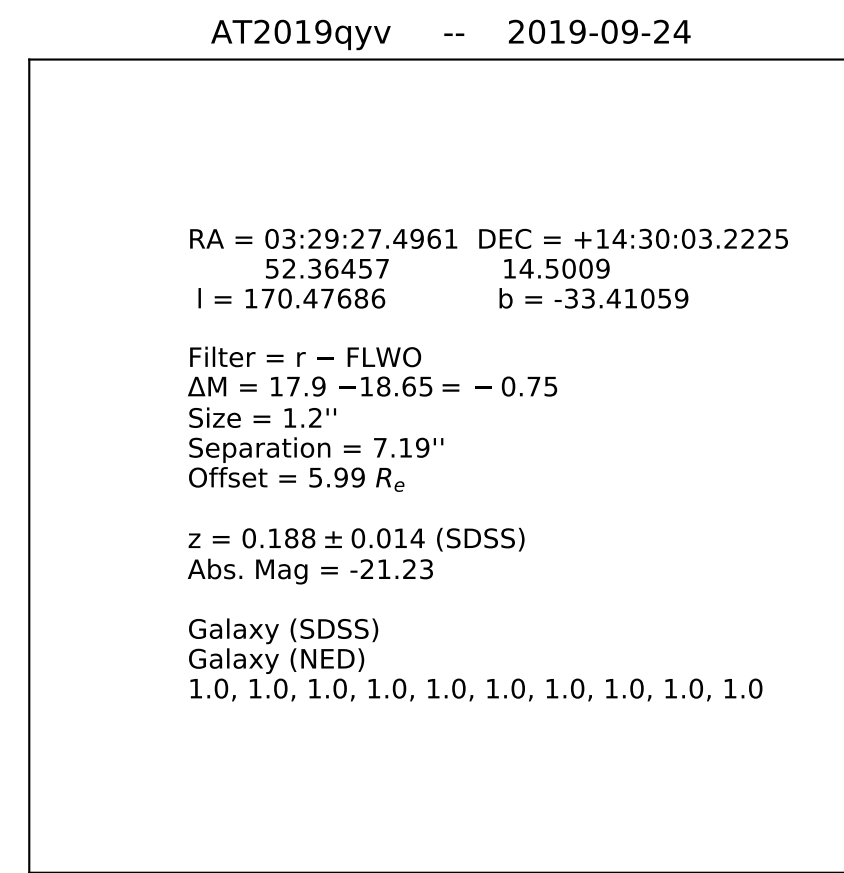 AT2019qyv -- 2019-09-24
RA = 03:29:27.4961 DEC = +14:30:03.2225
52.36457 14.5009
l = 170.47686 b = -33.41059
Filter = r − FLWO
ΔM = 17.9 −18.65 = − 0.75
Size = 1.2''
Separation = 7.19''
Offset = 5.99 Rₑ
z = 0.188 ± 0.014 (SDSS)
Abs. Mag = -21.23
Galaxy (SDSS)
Galaxy (NED)
1.0, 1.0, 1.0, 1.0, 1.0, 1.0, 1.0, 1.0, 1.0, 1.0